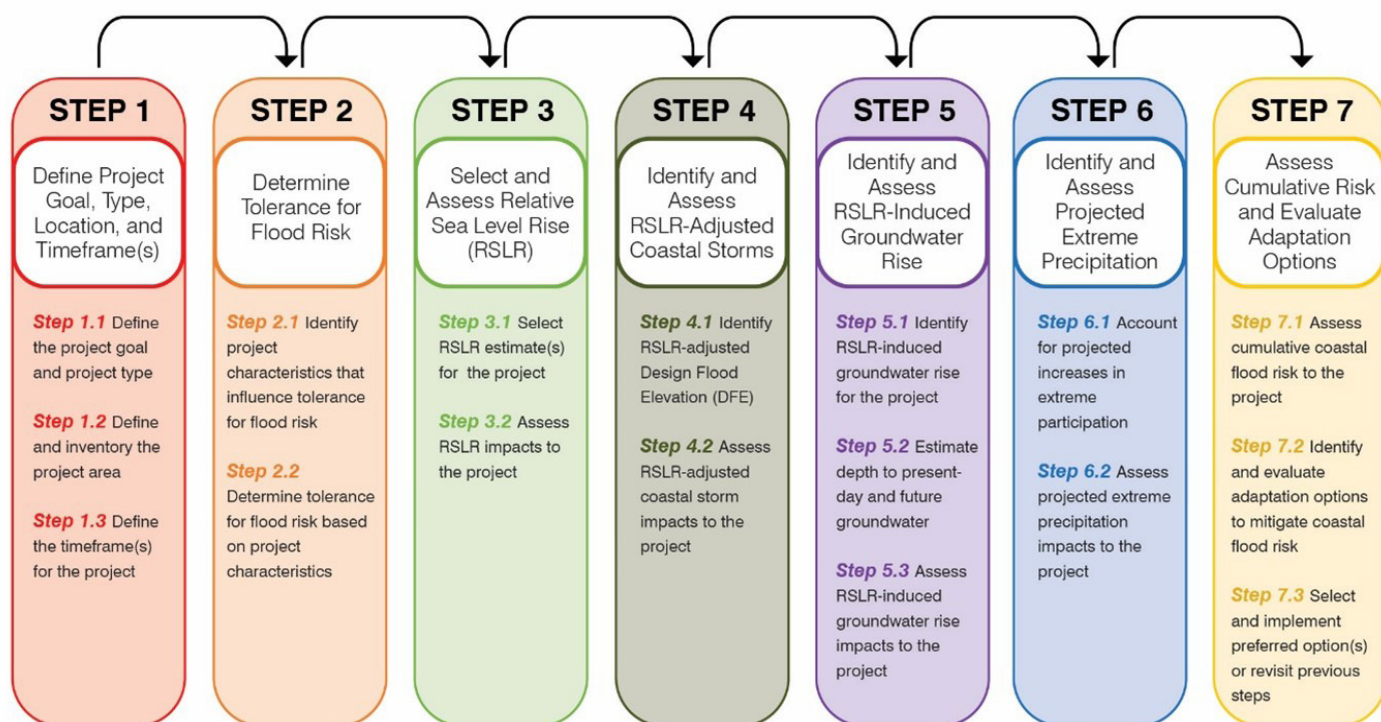 STEP 1
Define Project
Goal, Type,
Location, and
Timeframe(s)
Step 1.1 Define
the project goal
and project type
Step 1.2 Define
and inventory the
project area
Step 1.3 Define
the timeframe(s)
for the project
STEP 2
Determine
Tolerance for
Flood Risk
Step 2.1 Identify
project
characteristics that
influence tolerance
for flood risk
Step 2.2
Determine tolerance
for flood risk based
on project
characteristics
STEP 3
Select and
Assess Relative
Sea Level Rise
(RSLR)
Step 3.1 Select
RSLR estimate(s)
for the project
Step 3.2 Assess
RSLR impacts to
the project
STEP 4
Identify and
Assess
RSLR-Adjusted
Coastal Storms
Step 4.1 Identify
RSLR-adjusted
Design Flood
Elevation (DFE)
Step 4.2 Assess
RSLR-adjusted
coastal storm
impacts to the
project
STEP 5
Identify and
Assess
RSLR-Induced
Groundwater
Rise
Step 5.1 Identify
RSLR-induced
groundwater rise
for the project
Step 5.2 Estimate
depth to present-
day and future
groundwater
Step 5.3 Assess
RSLR-induced
groundwater rise
impacts to the
project
STEP 6
Identify and
Assess
Projected
Extreme
Precipitation
Step 6.1 Account
for projected
increases in
extreme
participation
Step 6.2 Assess
projected extreme
precipitation
impacts to the
project
STEP 7
Assess
Cumulative Risk
and Evaluate
Adaptation
Options
Step 7.1 Assess
cumulative coastal
flood risk to the
project
Step 7.2 Identify
and evaluate
adaptation options
to mitigate coastal
flood risk
Step 7.3 Select
and implement
preferred option(s)
or revisit previous
steps